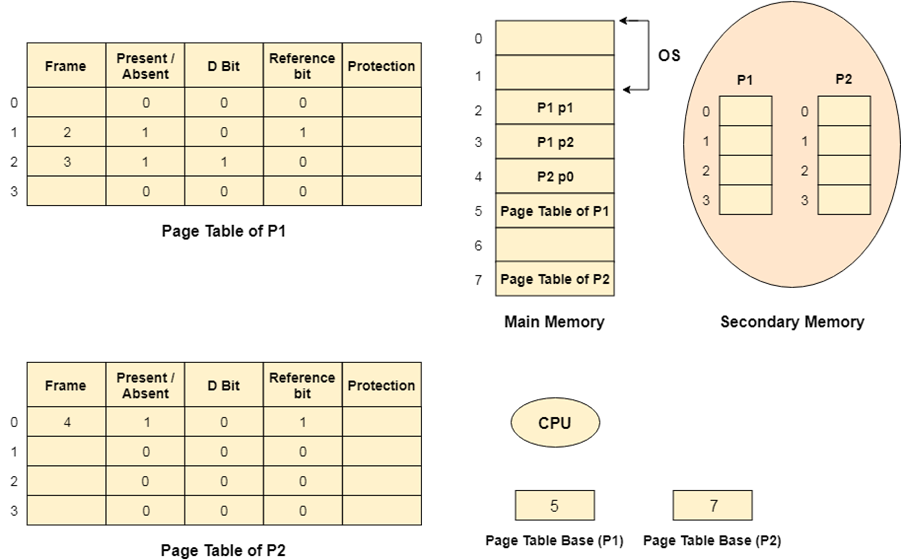 Frame Present / Absent D Bit Reference bit Protection
0 0 0 0
1 2 1 0 1
2 3 1 1 0
3 0 0 0
Page Table of P1
0
1
OS
2 P1 p1
3 P1 p2
4 P2 p0
5 Page Table of P1
6
7 Page Table of P2
Main Memory
P1 P2
0 0
1 1
2 2
3 3
Secondary Memory
Frame Present / Absent D Bit Reference bit Protection
0 4 1 0 1
1 0 0 0
2 0 0 0
3 0 0 0
Page Table of P2
CPU
5 7
Page Table Base (P1) Page Table Base (P2)